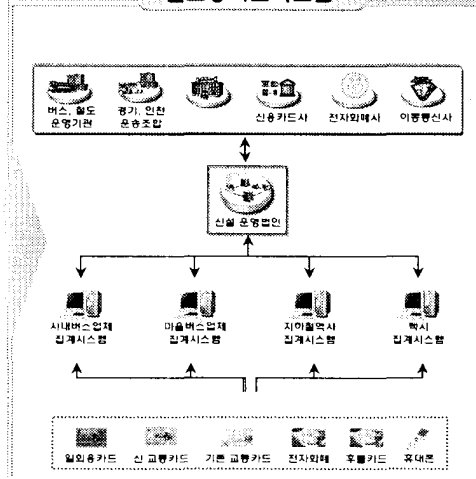 버스, 철도
운영기관
경기, 인천
운송조합
신용카드사
전자화폐사
이동통신사
신설 운영법인
시내버스업체
집계시스템
마을버스업체
집계시스템
지하철역사
집계시스템
택시
집계시스템
일회용카드
신 교통카드
기존 교통카드
전자화폐
후불카드
휴대폰